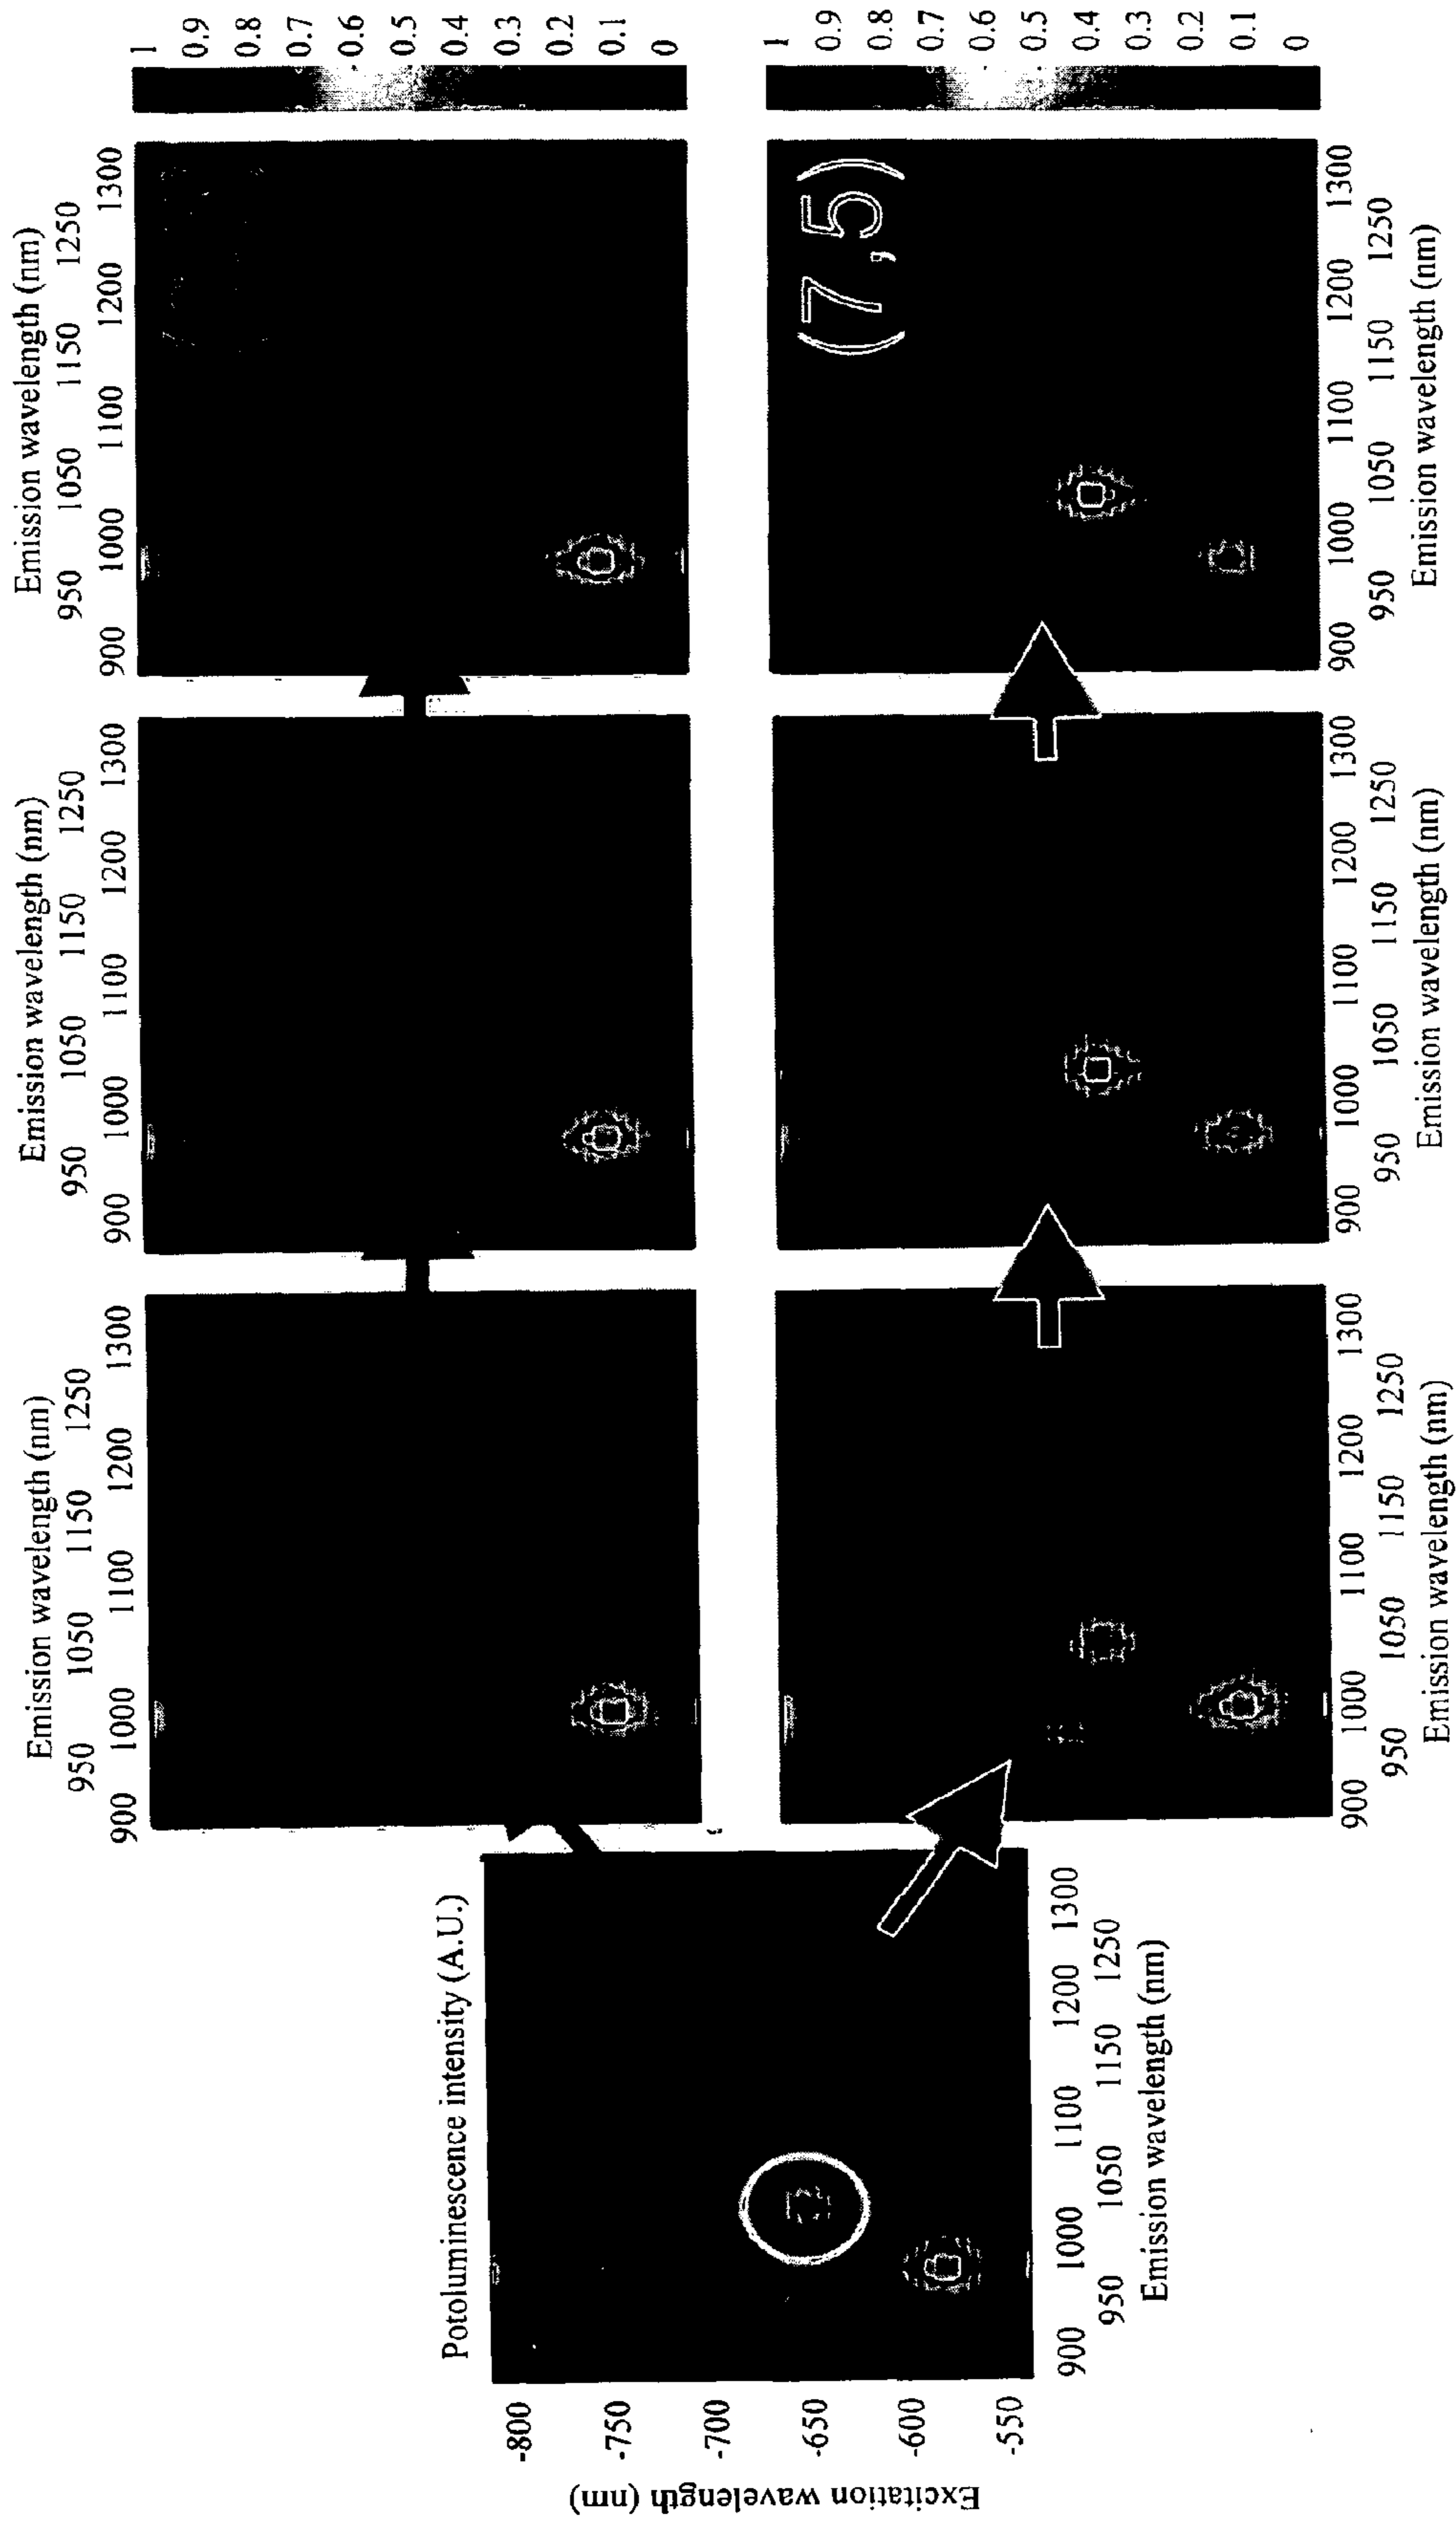 Emission wavelength (nm)
950 1050 1150 1250
900 1000 1100 1200 1300
Emission wavelength (nm)
950 1050 1150 1250
900 1000 1100 1200 1300
Emission wavelength (nm)
950 1050 1150 1250
900 1000 1100 1200 1300
1
0.9
0.8
0.7
0.6
0.5
0.4
0.3
0.2
0.1
0
Potoluminescence intensity (A.U.)
Excitation wavelength (nm)
-800
-750
-700
-650
-600
-550
900 1000 1100 1200 1300
950 1050 1150 1250
Emission wavelength (nm)
(7,5)
1
0.9
0.8
0.7
0.6
0.5
0.4
0.3
0.2
0.1
0
900 1000 1100 1200 1300
950 1050 1150 1250
Emission wavelength (nm)
900 1000 1100 1200 1300
950 1050 1150 1250
Emission wavelength (nm)
900 1000 1100 1200 1300
950 1050 1150 1250
Emission wavelength (nm)